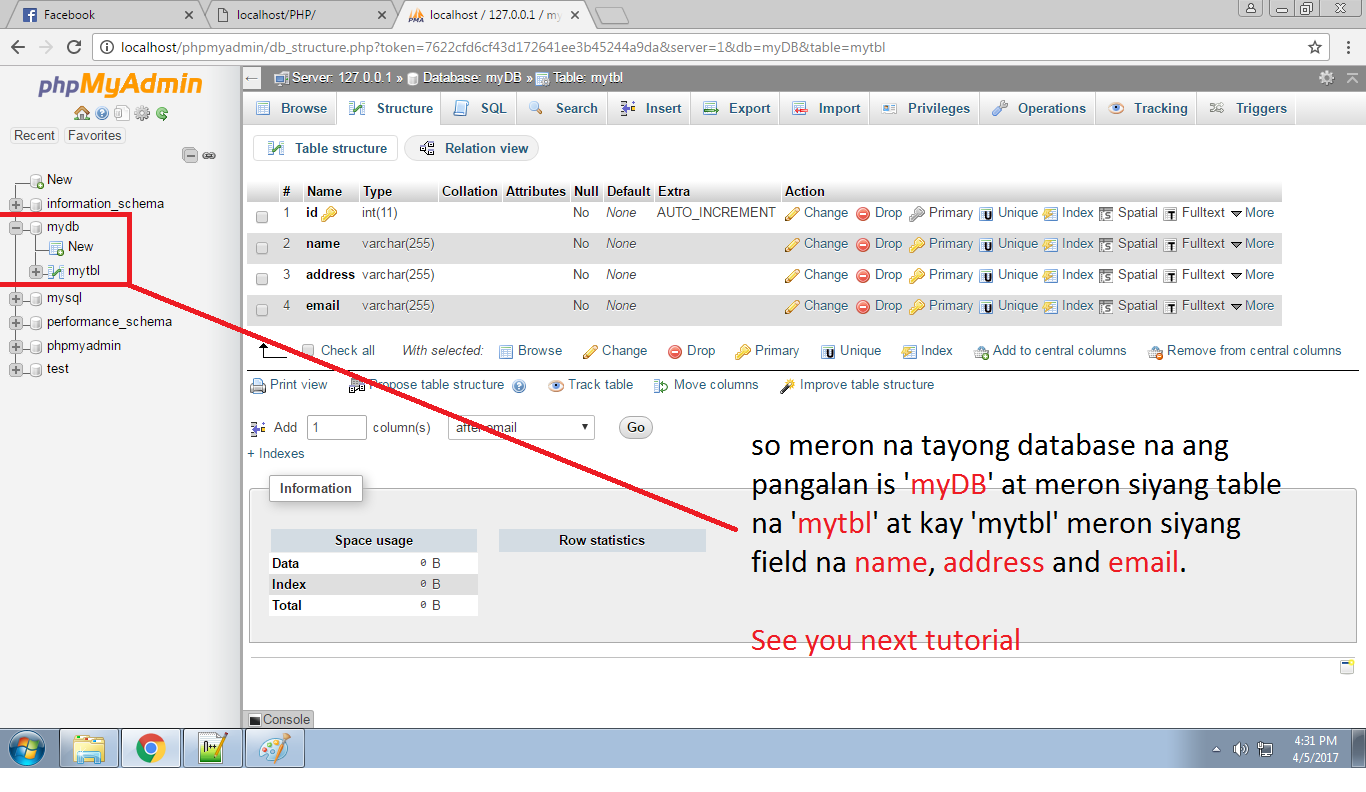 Facebook
localhost/PHP/
localhost / 127.0.0.1 / my
localhost/phpmyadmin/db_structure.php?token=7622cfd6cf43d172641ee3b45244a9da&server=1&db=myDB&table=mytbl
phpMyAdmin
Recent Favorites
New
information_schema
mydb
New
mytbl
mysql
performance_schema
phpmyadmin
test
Server: 127.0.0.1 » Database: myDB » Table: mytbl
Browse Structure SQL Search Insert Export Import Privileges Operations Tracking Triggers
Table structure Relation view
# Name Type Collation Attributes Null Default Extra Action
1 id int(11) No None AUTO_INCREMENT Change Drop Primary Unique Index Spatial Fulltext More
2 name varchar(255) No None Change Drop Primary Unique Index Spatial Fulltext More
3 address varchar(255) No None Change Drop Primary Unique Index Spatial Fulltext More
4 email varchar(255) No None Change Drop Primary Unique Index Spatial Fulltext More
Check all With selected: Browse Change Drop Primary Unique Index Add to central columns Remove from central columns
Print view Propose table structure Track table Move columns Improve table structure
Add 1 column(s) after email Go
+ Indexes
Information
Space usage
Data 0 B
Index 0 B
Total 0 B
Row statistics
so meron na tayong database na ang
pangalan is 'myDB' at meron siyang table
na 'mytbl' at kay 'mytbl' meron siyang
field na name, address and email.
See you next tutorial
Console
4:31 PM
4/5/2017